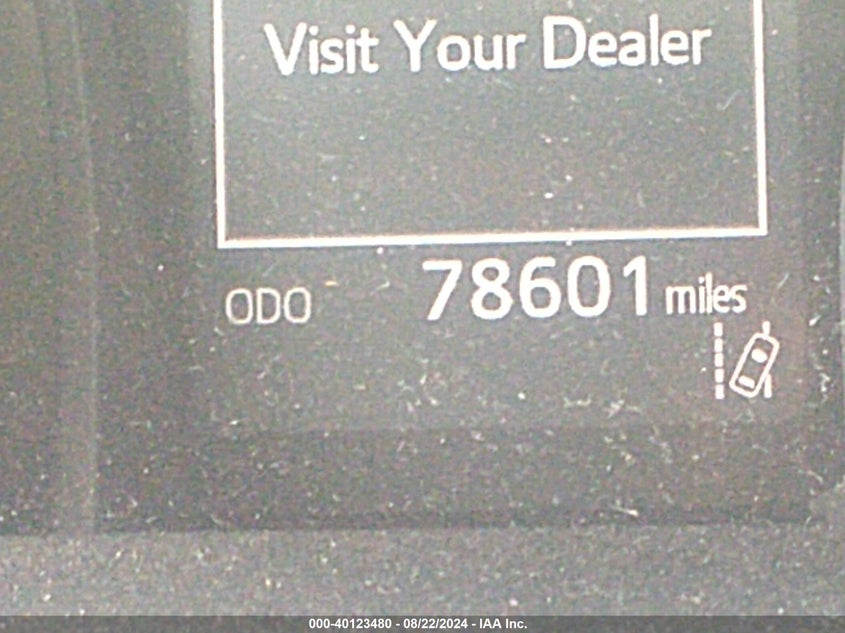 Visit Your Dealer
ODO 78601 miles
000-40123480 - 08/22/2024 - IAA Inc.